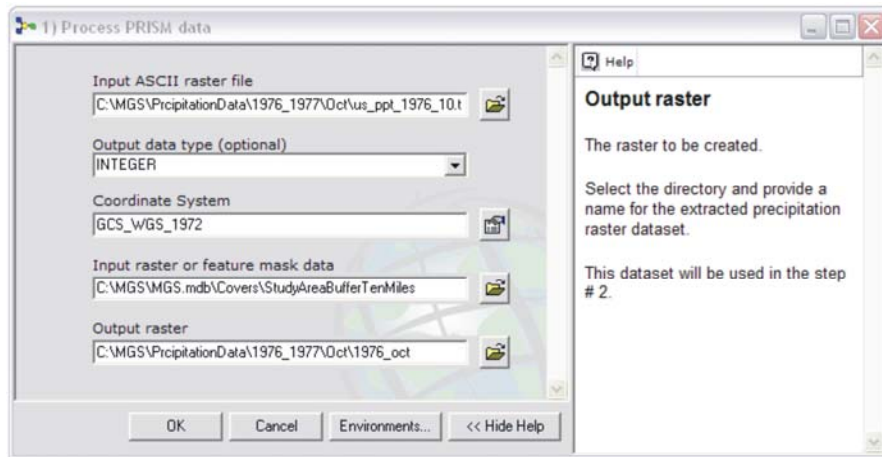 1) Process PRISM data
Input ASCII raster file
C:\MGS\PrcipitationData\1976_1977\Oct\us_ppt_1976_10.t
Output data type (optional)
INTEGER
Coordinate System
GCS_WGS_1972
Input raster or feature mask data
C:\MGS\MGS.mdb\Covers\StudyAreaBufferTenMiles
Output raster
C:\MGS\PrcipitationData\1976_1977\Oct\1976_oct
OK
Cancel
Environments...
<< Hide Help
Help
Output raster
The raster to be created.
Select the directory and provide a
name for the extracted precipitation
raster dataset.
This dataset will be used in the step
# 2.